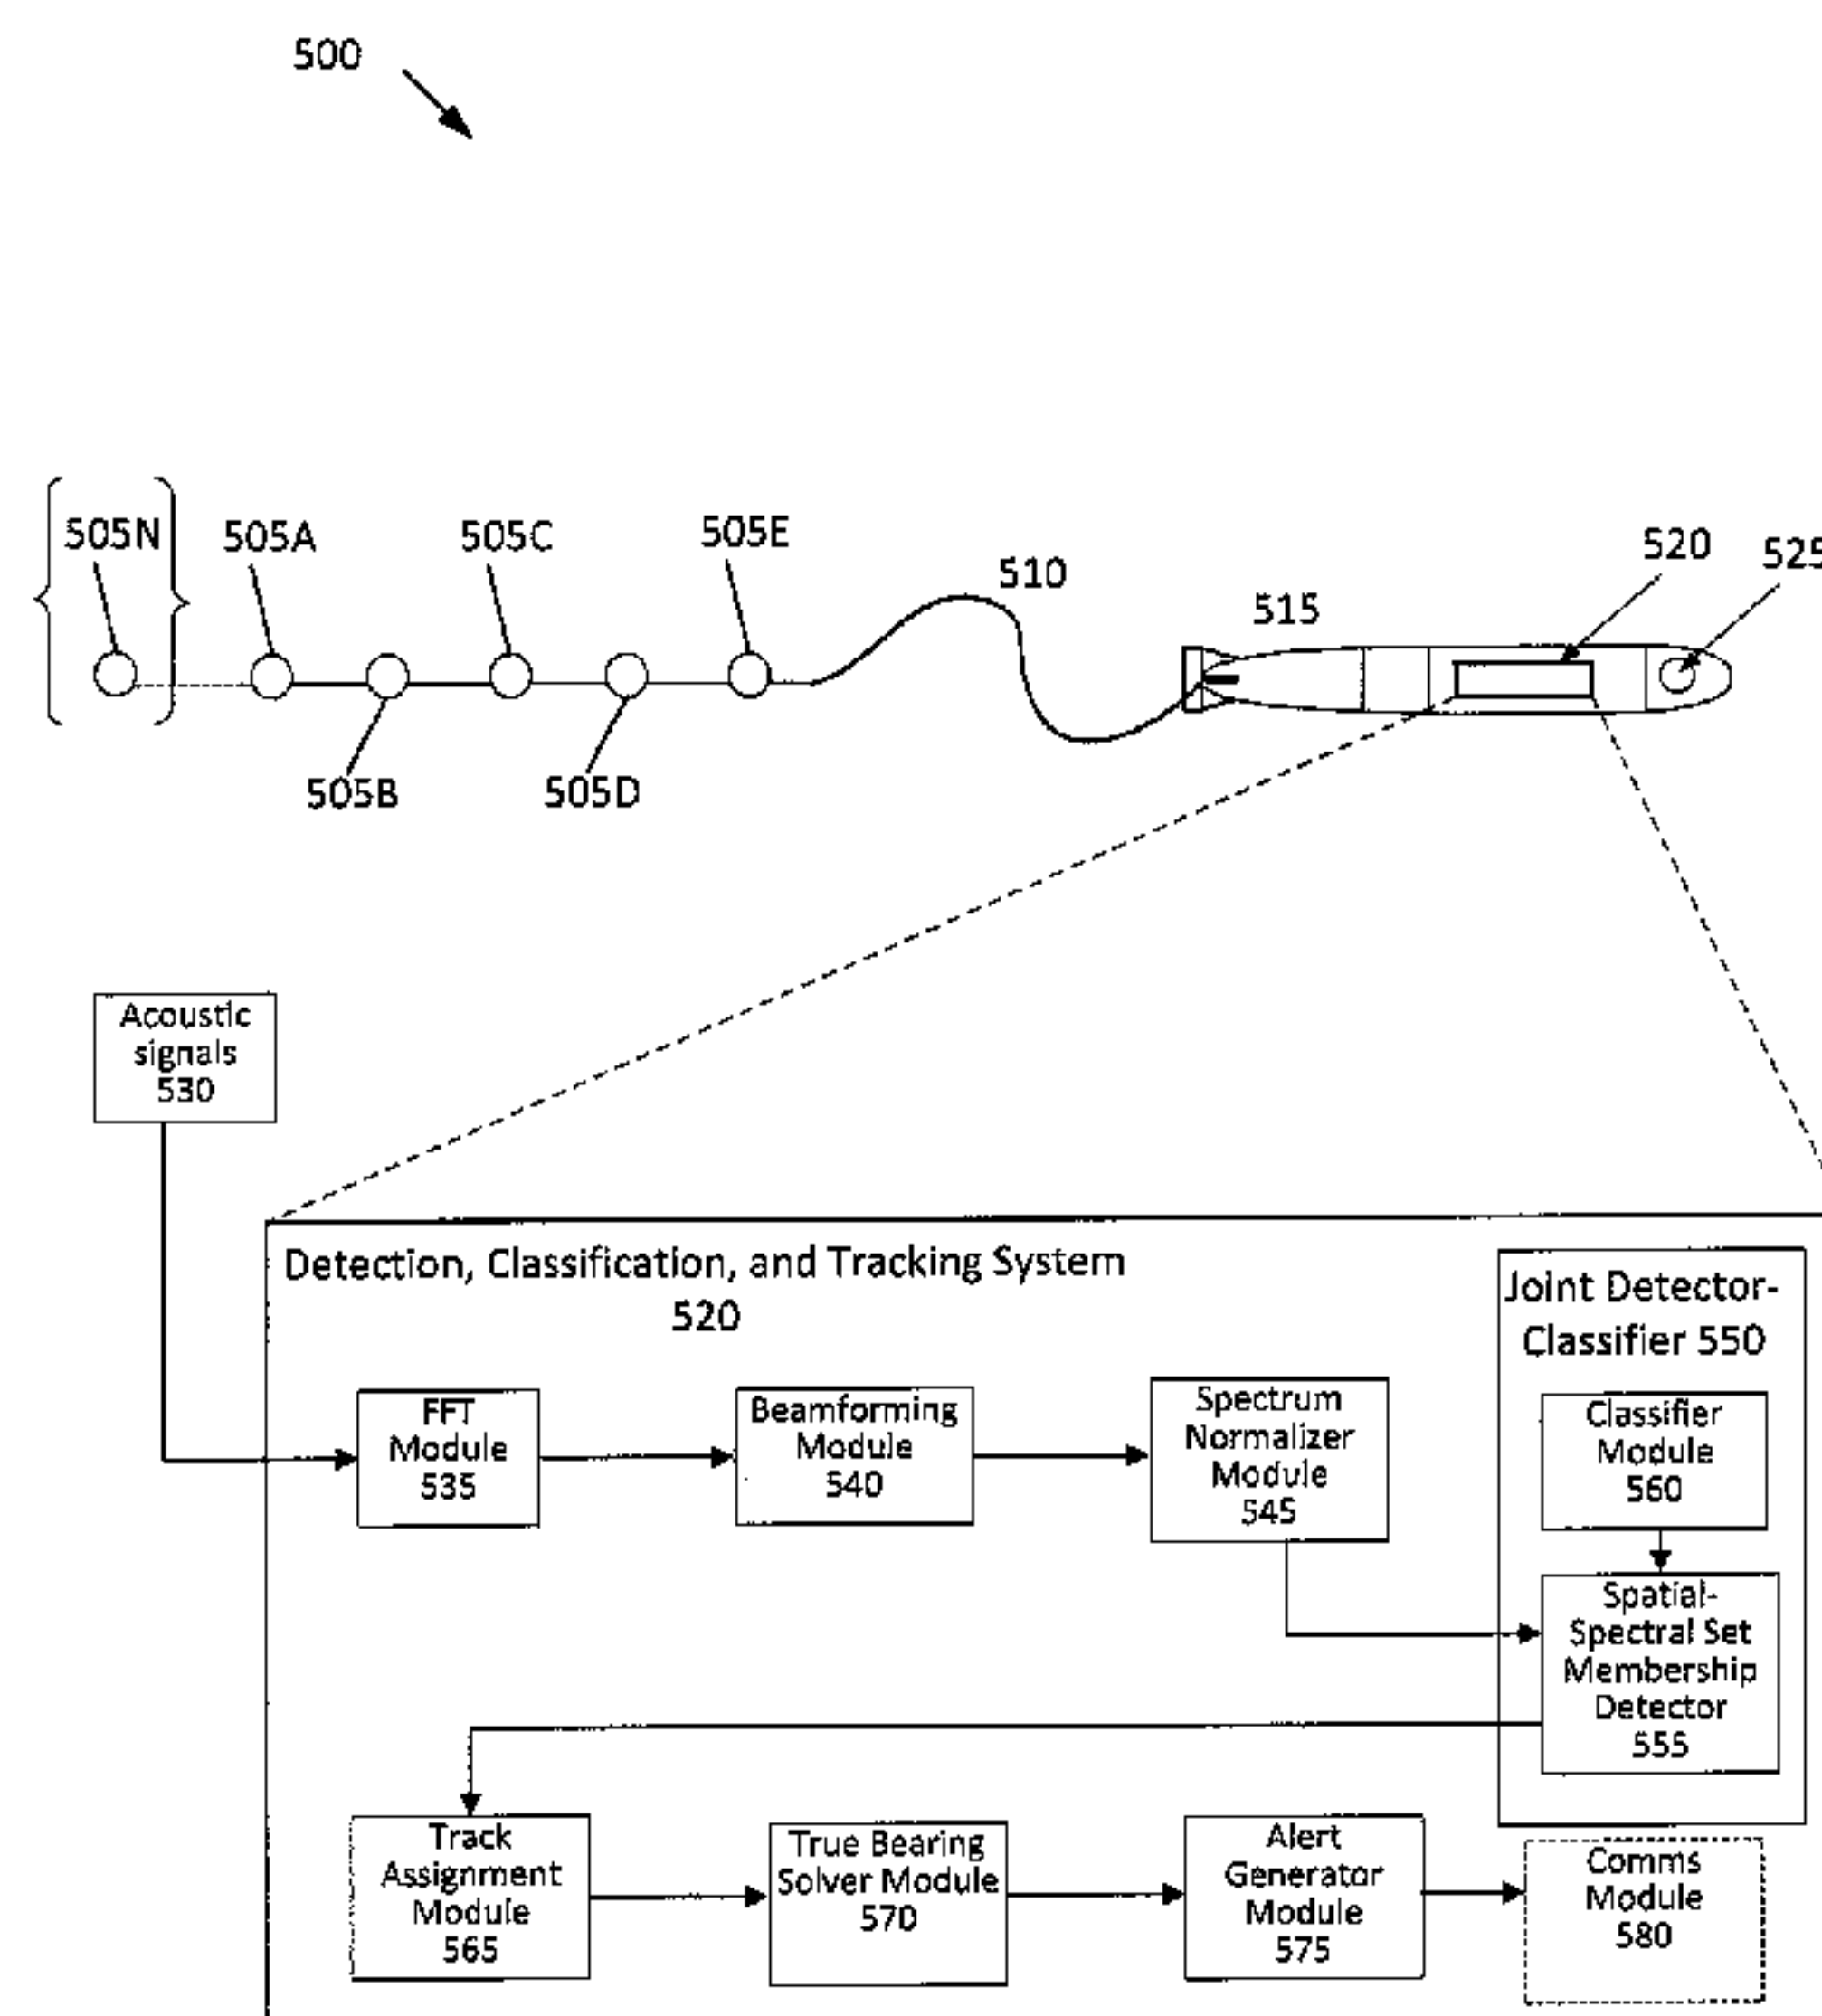 500
505N
505A
505C
505E
510
515
520
525
505B
505D
Acoustic
signals
530
Detection, Classification, and Tracking System
520
Joint Detector-
Classifier 550
FFT
Module
535
Beamforming
Module
540
Spectrum
Normalizer
Module
545
Classifier
Module
560
Spatial-
Spectral Set
Membership
Detector
555
Track
Assignment
Module
565
True Bearing
Solver Module
570
Alert
Generator
Module
575
Comms
Module
580